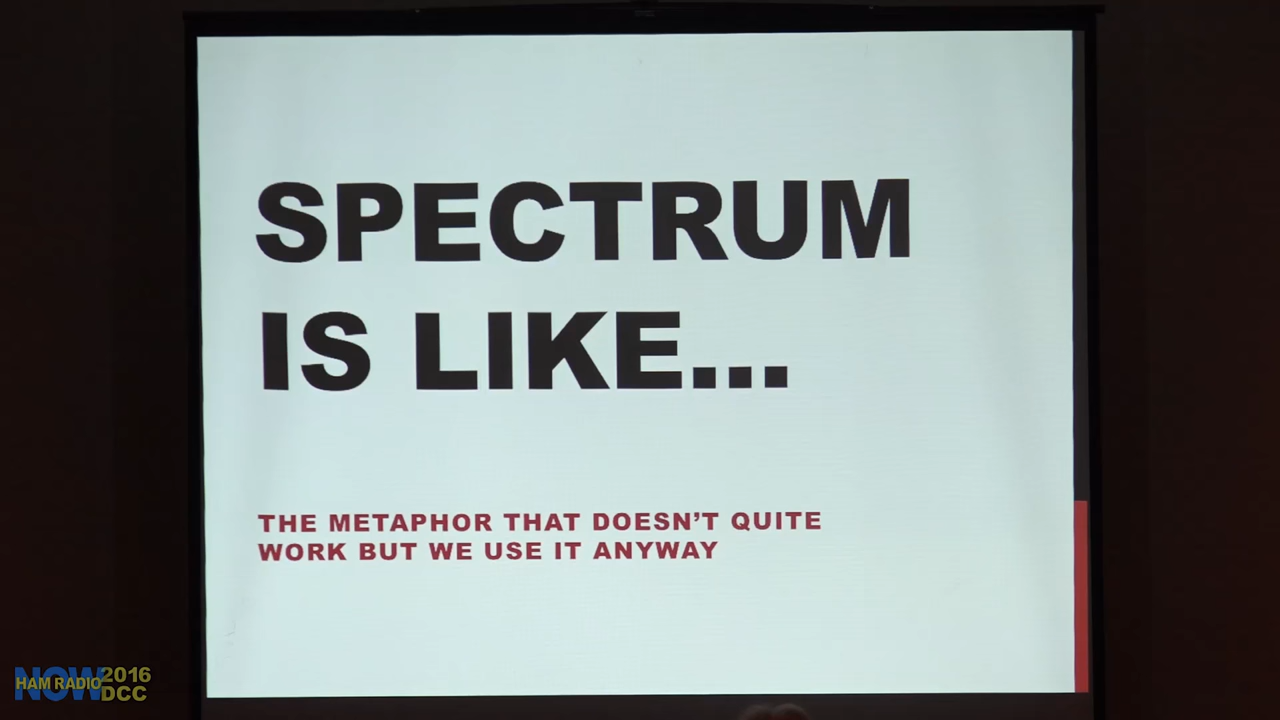 SPECTRUM
IS LIKE...
THE METAPHOR THAT DOESN'T QUITE
WORK BUT WE USE IT ANYWAY
HAM RADIO
NOW
2016
DCC